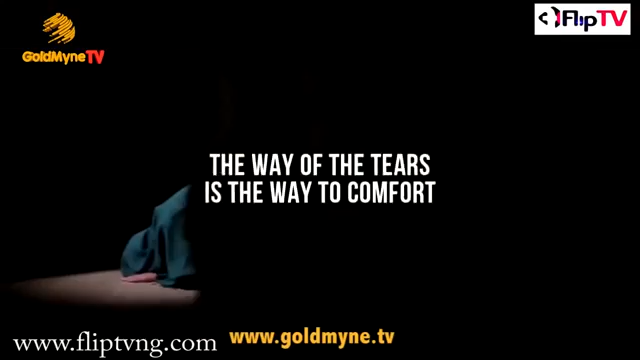 GoldMyneTV
FlipTV
THE WAY OF THE TEARS
IS THE WAY TO COMFORT
www.fliptvng.com
www.goldmyne.tv